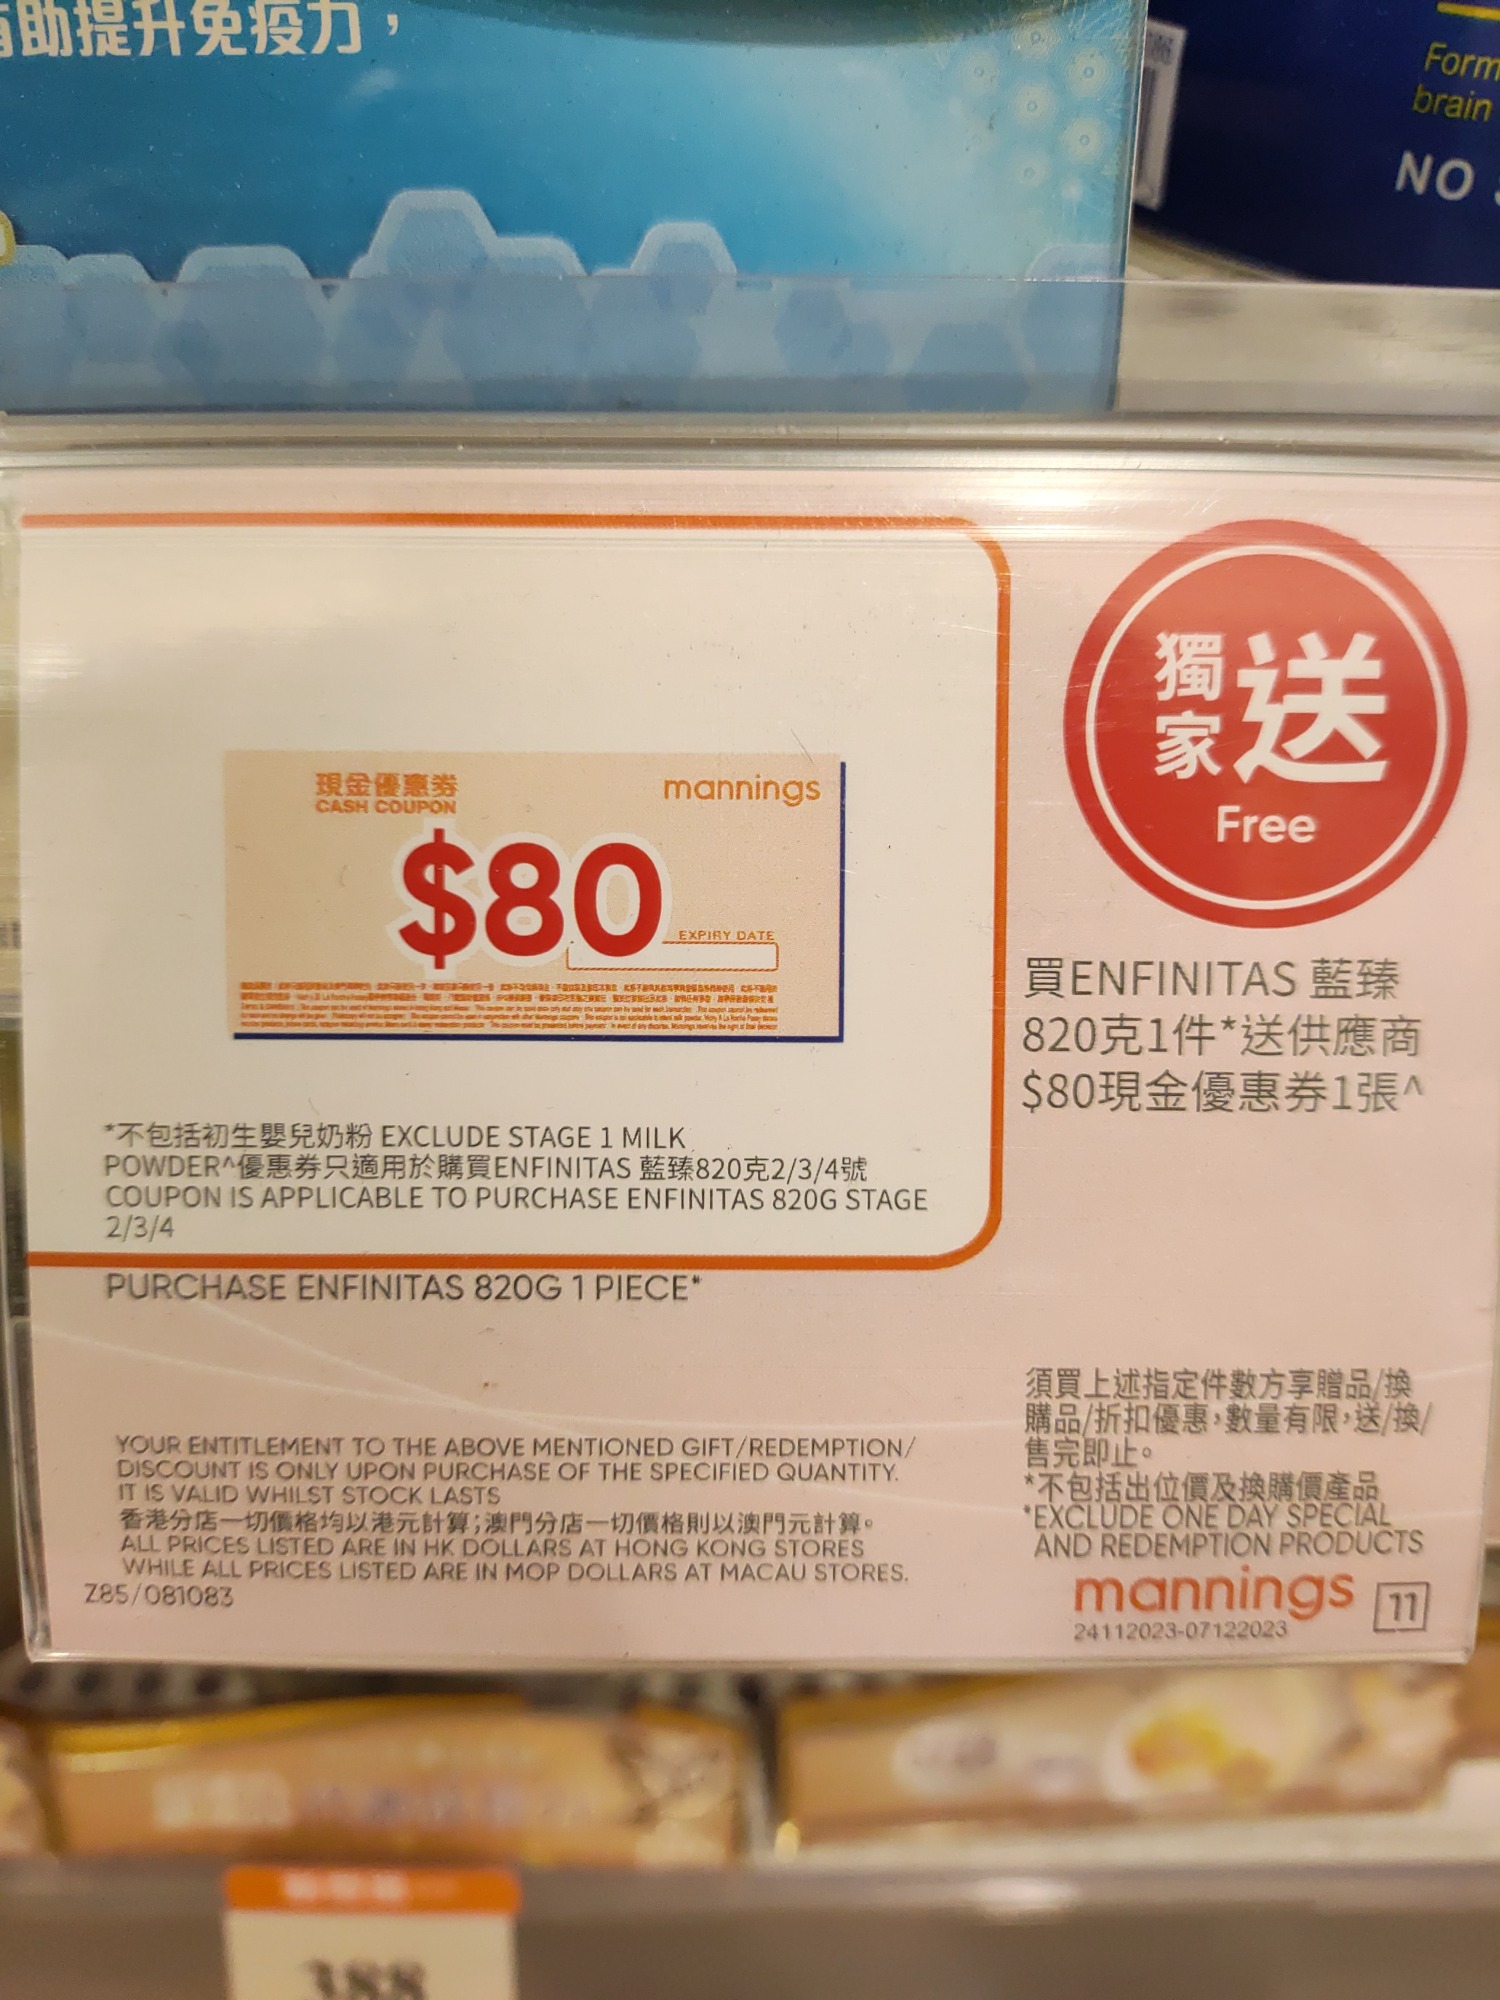 助提升免疫力，
Form
brain
NO
現金優惠券
CASH COUPON
mannings
$80
EXPIRY DATE
獨家送
Free
買ENFINITAS 藍臻
820克1件*送供應商
$80現金優惠券1張^
*不包括初生嬰兒奶粉 EXCLUDE STAGE 1 MILK
POWDER^優惠券只適用於購買ENFINITAS 藍臻820克2/3/4號
COUPON IS APPLICABLE TO PURCHASE ENFINITAS 820G STAGE
2/3/4
PURCHASE ENFINITAS 820G 1 PIECE*
YOUR ENTITLEMENT TO THE ABOVE MENTIONED GIFT/REDEMPTION/
DISCOUNT IS ONLY UPON PURCHASE OF THE SPECIFIED QUANTITY.
IT IS VALID WHILST STOCK LASTS
香港分店一切價格均以港元計算;澳門分店一切價格則以澳門元計算。
ALL PRICES LISTED ARE IN HK DOLLARS AT HONG KONG STORES
WHILE ALL PRICES LISTED ARE IN MOP DOLLARS AT MACAU STORES.
Z85/081083
須買上述指定件數方享贈品/換
購品/折扣優惠，數量有限，送/換/
售完即止。
*不包括出位價及換購價產品
*EXCLUDE ONE DAY SPECIAL
AND REDEMPTION PRODUCTS
mannings 11
24112023-07122023
388